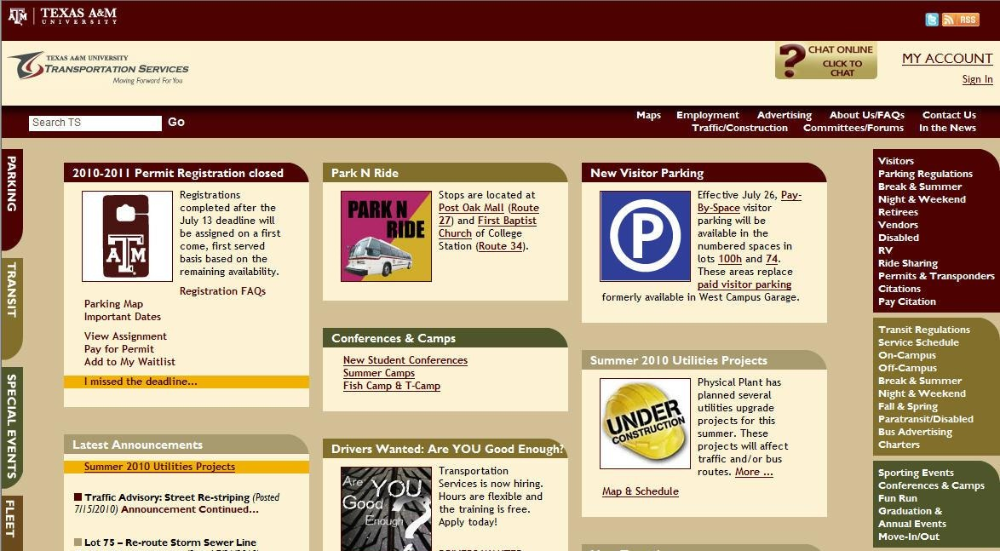 TEXAS A&M
UNIVERSITY
RSS
TEXAS A&M UNIVERSITY
TRANSPORTATION SERVICES
Moving Forward For You
CHAT ONLINE
CLICK TO
CHAT
MY ACCOUNT
Sign In
Search TS
Go
Maps Employment Advertising About Us/FAQs Contact Us
Traffic/Construction Committees/Forums In the News
PARKING
TRANSIT
SPECIAL EVENTS
FLEET
2010-2011 Permit Registration closed
Registrations
completed after the
July 13 deadline will
be assigned on a first
come, first served
basis based on the
remaining availability.
Registration FAQs
Parking Map
Important Dates
View Assignment
Pay for Permit
Add to My Waitlist
I missed the deadline...
Latest Announcements
Summer 2010 Utilities Projects
Traffic Advisory: Street Re-striping (Posted
7/15/2010) Announcement Continued...
Lot 75 – Re-route Storm Sewer Line
Park N Ride
PARK N
RIDE
Stops are located at
Post Oak Mall (Route
27) and First Baptist
Church of College
Station (Route 34).
Conferences & Camps
New Student Conferences
Summer Camps
Fish Camp & T-Camp
Drivers Wanted: Are YOU Good Enough?
Are YOU
Good
Enough ?
Transportation
Services is now hiring.
Hours are flexible and
the training is free.
Apply today!
New Visitor Parking
P
Effective July 26, Pay-
By-Space visitor
parking will be
available in the
numbered spaces in
lots 100h and 74.
These areas replace
paid visitor parking
formerly available in West Campus Garage.
Summer 2010 Utilities Projects
UNDER
CONSTRUCTION
Physical Plant has
planned several
utilities upgrade
projects for this
summer. These
projects will affect
traffic and/or bus
routes. More ...
Map & Schedule
Visitors
Parking Regulations
Break & Summer
Night & Weekend
Retirees
Vendors
Disabled
RV
Ride Sharing
Permits & Transponders
Citations
Pay Citation
Transit Regulations
Service Schedule
On-Campus
Off-Campus
Break & Summer
Night & Weekend
Fall & Spring
Paratransit/Disabled
Bus Advertising
Charters
Sporting Events
Conferences & Camps
Fun Run
Graduation &
Annual Events
Move-In/Out